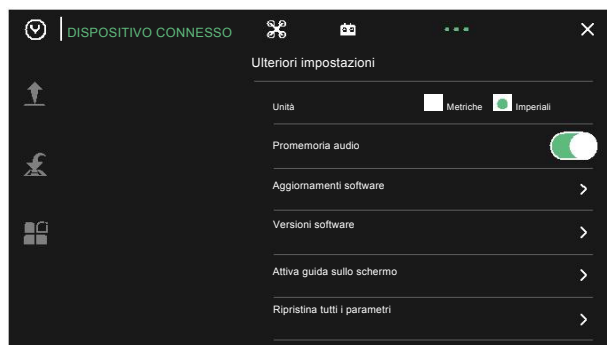 DISPOSITIVO CONNESSO
Ulteriori impostazioni
Unità Metriche Imperiali
Promemoria audio
Aggiornamenti software
Versioni software
Attiva guida sullo schermo
Ripristina tutti i parametri